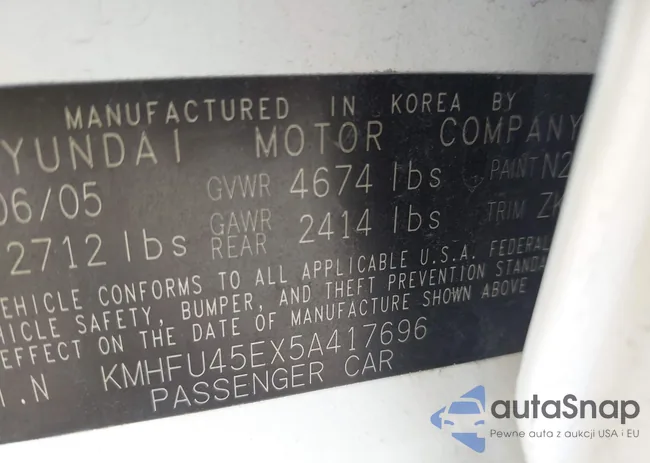 MANUFACTURED IN KOREA BY
YUNDAI MOTOR COMPANY
06/05 GVWR 4674 lbs PAINT N2
2712 lbs GAWR REAR 2414 lbs TRIM
EHICLE CONFORMS TO ALL APPLICABLE U.S.A. FEDERAL
HICLE SAFETY, BUMPER, AND THEFT PREVENTION STANDA
EFFECT ON THE DATE OF MANUFACTURE SHOWN ABOVE
I.N KMHFU45EX5A417696
PASSENGER CAR
autaSnap
Pewne auta z aukcji USA i EU